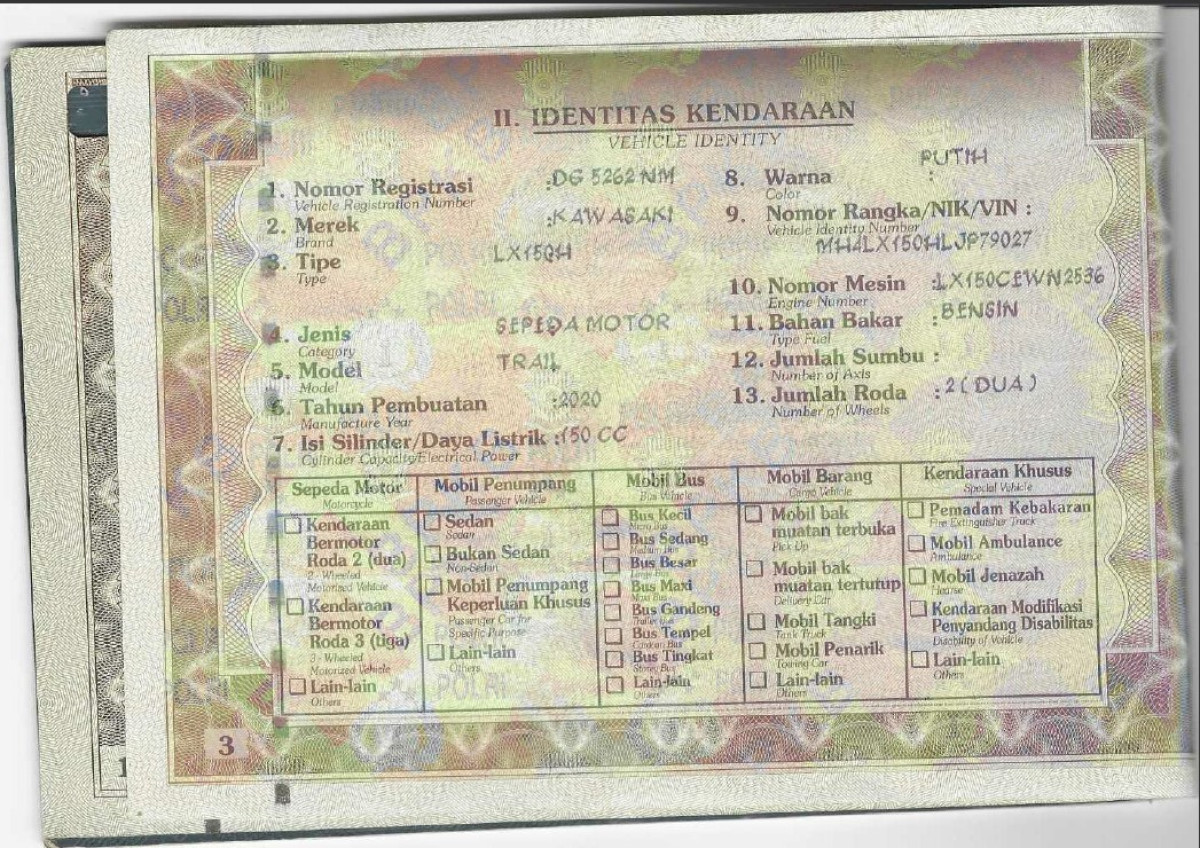 II. IDENTITAS KENDARAAN
VEHICLE IDENTITY
1. Nomor Registrasi :DG 5262 NM
Vehicle Registration Number
2. Merek :KAWASAKI
Brand
3. Tipe LX150H
Type
4. Jenis SEPEDA MOTOR
Category
5. Model TRAIL
Model
6. Tahun Pembuatan :2020
Manufacture Year
7. Isi Silinder/Daya Listrik :150 CC
Cylinder Capacity/Electrical Power
PUTIH
8. Warna :
Color
9. Nomor Rangka/NIK/VIN :
Vehicle Identity Number
MH4LX150HLJP79027
10. Nomor Mesin :LX150CEWN2536
Engine Number
11. Bahan Bakar :BENSIN
Type Fuel
12. Jumlah Sumbu :
Number of Axis
13. Jumlah Roda :2 ( DUA )
Number of Wheels
Sepeda Motor
Motorcycle
Kendaraan
Bermotor
Roda 2 (dua)
2- Wheeled
Motorized Vehicle
Kendaraan
Bermotor
Roda 3 (tiga)
3- Wheeled
Motorized Vehicle
Lain-lain
Others
Mobil Penumpang
Passenger Vehicle
Sedan
Sedan
Bukan Sedan
Non-Sedan
Mobil Penumpang
Keperluan Khusus
Passenger Car for
Specific Purpose
Lain-lain
Others
Mobil Bus
Bus Vehicle
Bus Kecil
Micro Bus
Bus Sedang
Medium Bus
Bus Besar
Large Bus
Bus Maxi
Maxi Bus
Bus Gandeng
Bus Tempel
Bus Tingkat
Lain-lain
Others
Mobil Barang
Cargo Vehicle
Mobil bak
muatan terbuka
Pick Up
Mobil bak
muatan tertutup
Delivery Car
Mobil Tangki
Tank Truck
Mobil Penarik
Towing Car
Lain-lain
Others
Kendaraan Khusus
Special Vehicle
Pemadam Kebakaran
Fire Extinguisher Truck
Mobil Ambulance
Ambulance
Mobil Jenazah
Hearse
Kendaraan Modifikasi
Penyandang Disabilitas
Disability of Vehicle
Lain-lain
Others
3
1